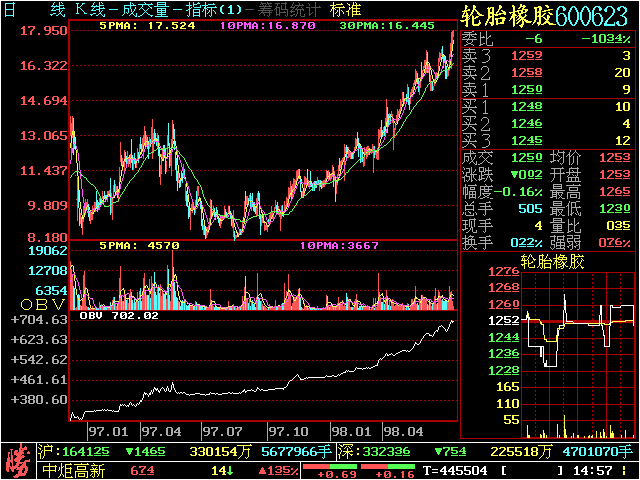 日 线 K线-成交量-指标(1)-筹码统计 标准
5PMA: 17.524 10PMA:16.870 30PMA:16.445
17.950
16.322
14.694
13.065
11.437
9.809
8.180
5PMA: 4570 10PMA:3667
19062
12708
6354
OBV
OBV 702.02
+704.63
+623.63
+542.62
+461.61
+380.60
97.01 97.04 97.07 97.10 98.01 98.04
轮胎橡胶600623
委比 -6 -1034%
卖3 1259 3
卖2 1258 20
卖1 1250 9
买1 1248 10
买2 1246 4
买3 1245 12
成交 1250 均价 1253
涨跌 ▼002 开盘 1253
幅度-0.16% 最高 1265
总手 505 最低 1230
现手 4 量比 035
换手 022% 强弱 076%
轮胎橡胶
1276
1268
1260
1252
1244
1236
1228
165
110
55
胜
沪:164125 ▼1465 330154万 5677966手 深:332336 ▼754 225518万 4701070手
中炬高新 674 14↓ ▲135% +0.69 +0.16 T=445504 [ ] 14:57